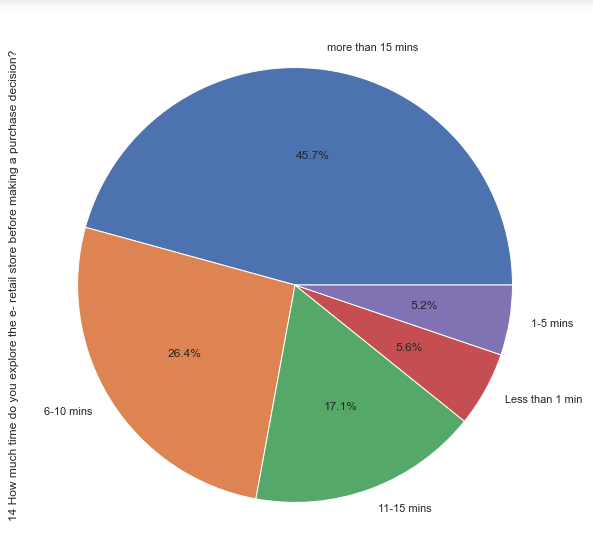 14 How much time do you explore the e- retail store before making a purchase decision?
more than 15 mins
45.7%
26.4%
6-10 mins
17.1%
11-15 mins
5.6%
Less than 1 min
5.2%
1-5 mins